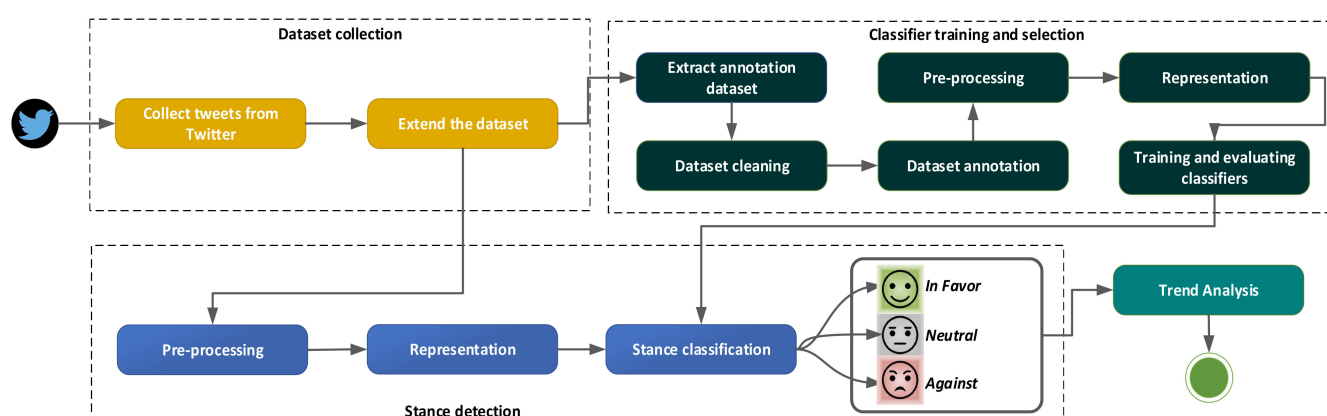 Dataset collection
Collect tweets from
Twitter
Extend the dataset
Classifier training and selection
Extract annotation
dataset
Pre-processing
Representation
Dataset cleaning
Dataset annotation
Training and evaluating
classifiers
Pre-processing
Representation
Stance classification
In Favor
Neutral
Against
Stance detection
Trend Analysis